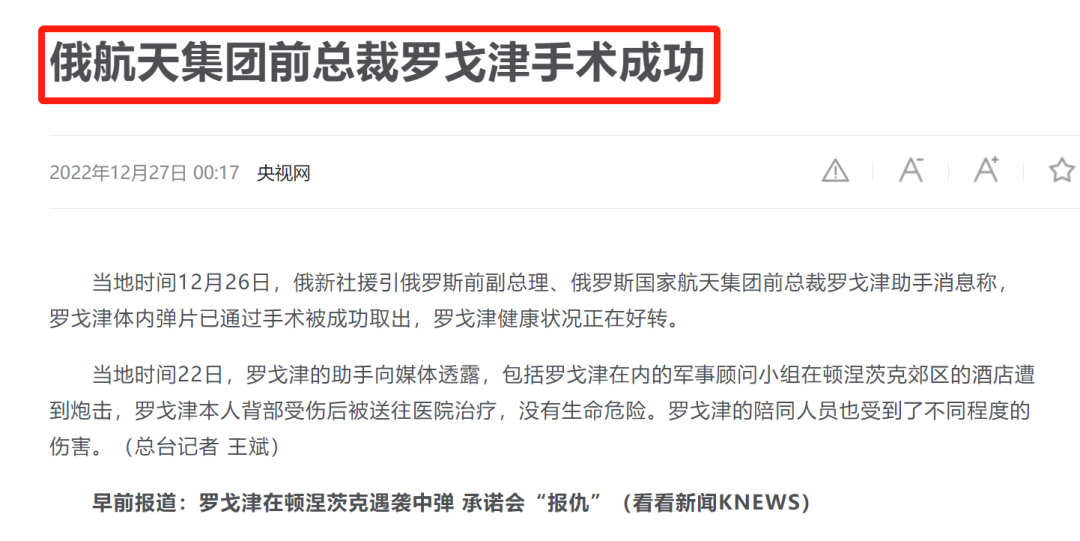 俄航天集团前总裁罗戈津手术成功
2022年12月27日 00:17 央视网
A- A+
当地时间12月26日，俄新社援引俄罗斯前副总理、俄罗斯国家航天集团前总裁罗戈津助手消息称，
罗戈津体内弹片已通过手术被成功取出，罗戈津健康状况正在好转。
当地时间22日，罗戈津的助手向媒体透露，包括罗戈津在内的军事顾问小组在顿涅茨克郊区的酒店遭
到炮击，罗戈津本人背部受伤后被送往医院治疗，没有生命危险。罗戈津的陪同人员也受到了不同程度的
伤害。（总台记者 王斌）
早前报道：罗戈津在顿涅茨克遇袭中弹 承诺会“报仇”（看看新闻KNEWS）